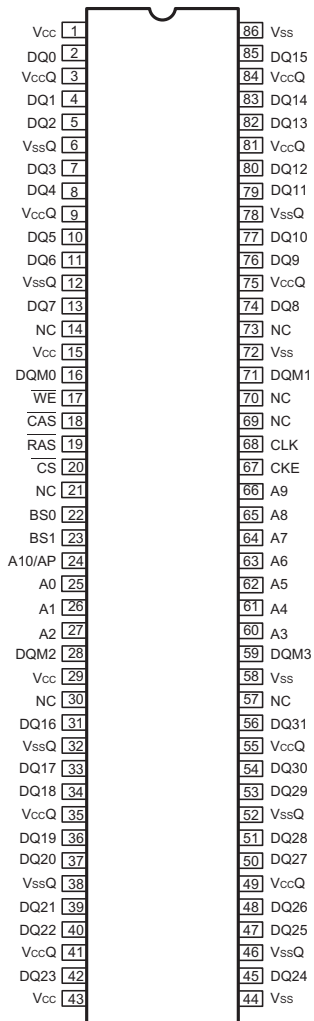 Vcc 1 86 Vss
DQ0 2 85 DQ15
VccQ 3 84 VccQ
DQ1 4 83 DQ14
DQ2 5 82 DQ13
VssQ 6 81 VccQ
DQ3 7 80 DQ12
DQ4 8 79 DQ11
VccQ 9 78 VssQ
DQ5 10 77 DQ10
DQ6 11 76 DQ9
VssQ 12 75 VccQ
DQ7 13 74 DQ8
NC 14 73 NC
Vcc 15 72 Vss
DQM0 16 71 DQM1
WE 17 70 NC
CAS 18 69 NC
RAS 19 68 CLK
CS 20 67 CKE
NC 21 66 A9
BS0 22 65 A8
BS1 23 64 A7
A10/AP 24 63 A6
A0 25 62 A5
A1 26 61 A4
A2 27 60 A3
DQM2 28 59 DQM3
Vcc 29 58 Vss
NC 30 57 NC
DQ16 31 56 DQ31
VssQ 32 55 VccQ
DQ17 33 54 DQ30
DQ18 34 53 DQ29
VccQ 35 52 VssQ
DQ19 36 51 DQ28
DQ20 37 50 DQ27
VssQ 38 49 VccQ
DQ21 39 48 DQ26
DQ22 40 47 DQ25
VccQ 41 46 VssQ
DQ23 42 45 DQ24
Vcc 43 44 Vss